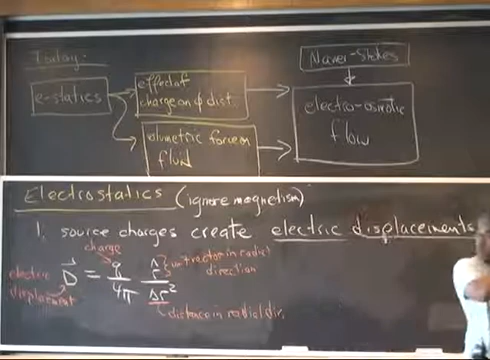 Today:
e-statics
effect of
charge on ϕ dist.
volumetric force on
fluid
Navier-Stokes
electro-osmotic
flow
Electrostatics (ignore magnetism)
1. source charges create electric displacements
charge
electric
displacement
D = q / 4π r̂ / Δr²
unit vector in radial
direction
distance in radial dir.